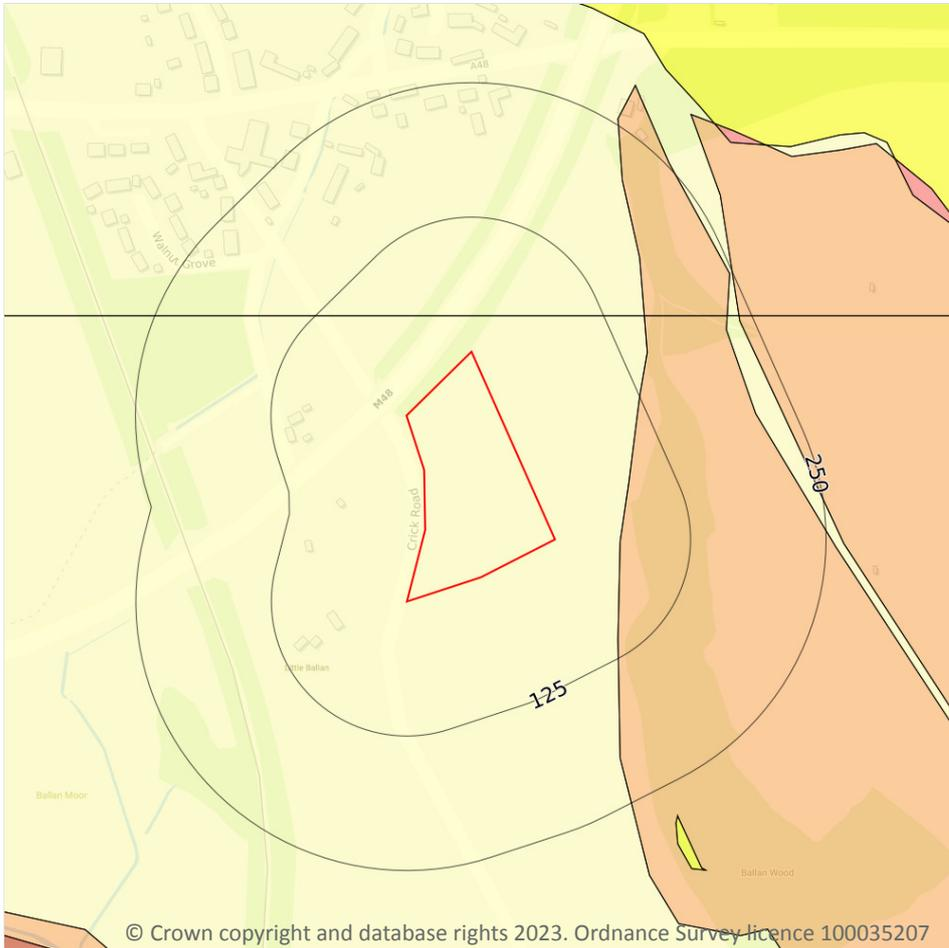 A48
Walnut Grove
M48
Crick Road
250
Little Ballan
125
Ballan Moor
Ballan Wood
© Crown copyright and database rights 2023. Ordnance Survey licence 100035207